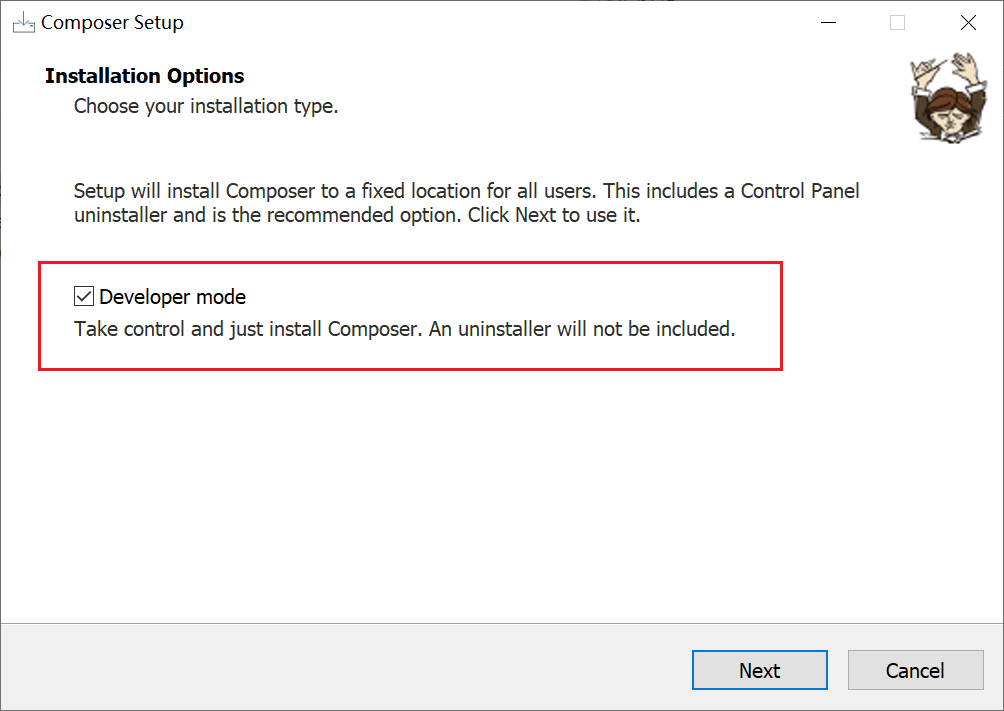 Composer Setup
Installation Options
Choose your installation type.
Setup will install Composer to a fixed location for all users. This includes a Control Panel
uninstaller and is the recommended option. Click Next to use it.
Developer mode
Take control and just install Composer. An uninstaller will not be included.
Next
Cancel